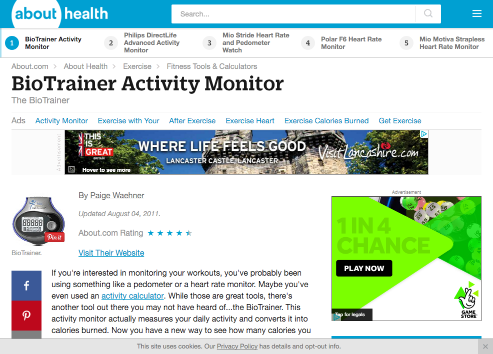 about health
Search...
1 BioTrainer Activity Monitor
2 Philips DirectLife Advanced Activity Monitor
3 Mio Stride Heart Rate and Pedometer Watch
4 Polar F6 Heart Rate Monitor
5 Mio Motiva Strapless Heart Rate Monitor
About.com > About Health > Exercise > Fitness Tools & Calculators
BioTrainer Activity Monitor
The BioTrainer
Ads Activity Monitor Exercise with Your After Exercise Exercise Heart Exercise Calories Burned Get Exercise
THIS IS GREAT
Hover to see more
WHERE LIFE FEELS GOOD
LANCASTER CASTLE, LANCASTER
VisitLancashire.com
Advertisement
By Paige Waehner
Updated August 04, 2011.
About.com Rating
Pin it
BioTrainer.
Visit Their Website
1 IN 4
CHANCE
PLAY NOW
Tap for legals
GAME STORE
If you're interested in monitoring your workouts, you've probably been
using something like a pedometer or a heart rate monitor. Maybe you've
even used an activity calculator. While those are great tools, there's
another tool out there you may not have heard of...the BioTrainer. This
activity monitor actually measures your daily activity and converts it into
calories burned. Now you have a new way to see how many calories you
This site uses cookies. Our Privacy Policy has details and opt-out info.